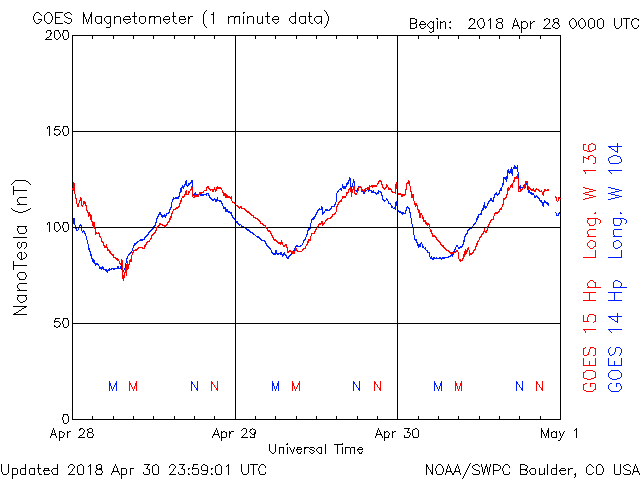 GOES Magnetometer (1 minute data)
Begin: 2018 Apr 28 0000 UTC
200
150
100
50
0
NanoTesla (nT)
M M N N M M N N M M N N
Apr 28 Apr 29 Apr 30 May 1
Universal Time
GOES 15 Hp Long. W 136
GOES 14 Hp Long. W 104
Updated 2018 Apr 30 23:59:01 UTC
NOAA/SWPC Boulder, CO USA